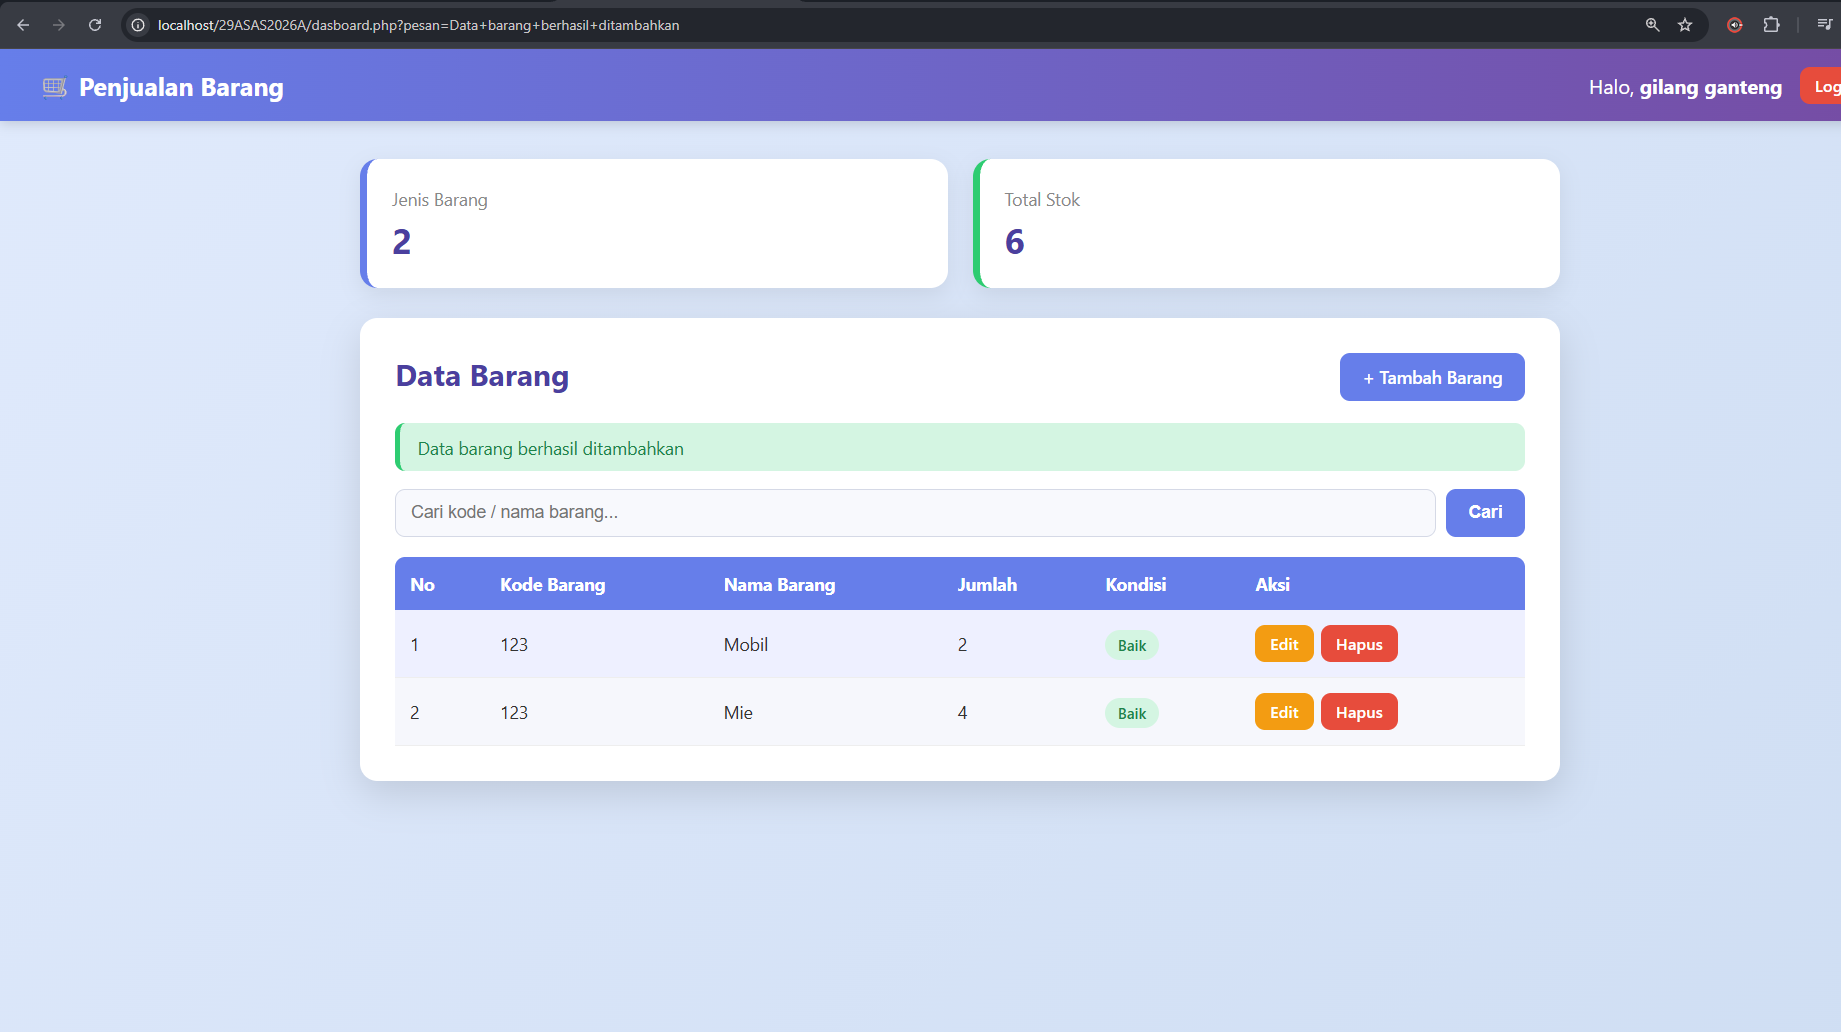 localhost/29ASAS2026A/dasboard.php?pesan=Data+barang+berhasil+ditambahkan
Penjualan Barang
Halo, gilang ganteng
Log
Jenis Barang
2
Total Stok
6
Data Barang
+ Tambah Barang
Data barang berhasil ditambahkan
Cari kode / nama barang...
Cari
No Kode Barang Nama Barang Jumlah Kondisi Aksi
1 123 Mobil 2 Baik Edit Hapus
2 123 Mie 4 Baik Edit Hapus